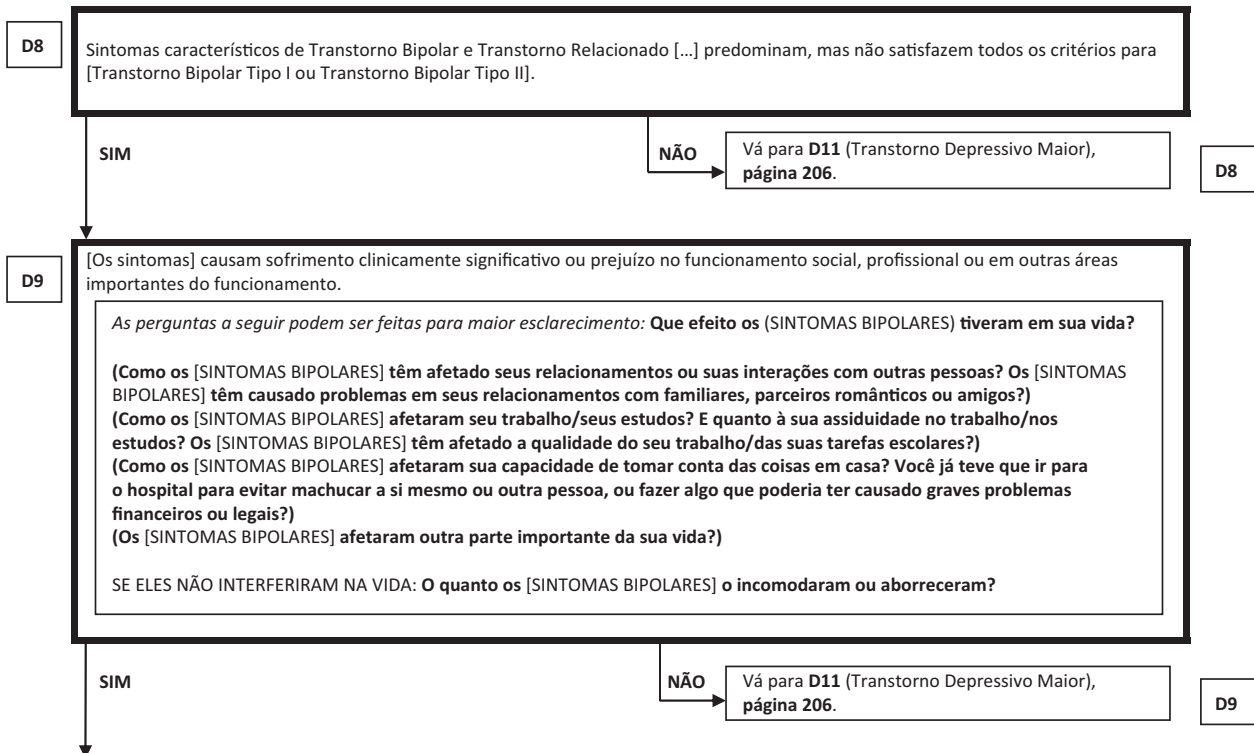 D8
Sintomas característicos de Transtorno Bipolar e Transtorno Relacionado [...] predominam, mas não satisfazem todos os critérios para
[Transtorno Bipolar Tipo I ou Transtorno Bipolar Tipo II].
SIM
NÃO
Vá para D11 (Transtorno Depressivo Maior),
página 206.
D8
D9
[Os sintomas] causam sofrimento clinicamente significativo ou prejuízo no funcionamento social, profissional ou em outras áreas
importantes do funcionamento.
As perguntas a seguir podem ser feitas para maior esclarecimento: Que efeito os (SINTOMAS BIPOLARES) tiveram em sua vida?
(Como os [SINTOMAS BIPOLARES] têm afetado seus relacionamentos ou suas interações com outras pessoas? Os [SINTOMAS
BIPOLARES] têm causado problemas em seus relacionamentos com familiares, parceiros românticos ou amigos?)
(Como os [SINTOMAS BIPOLARES] afetaram seu trabalho/seus estudos? E quanto à sua assiduidade no trabalho/nos
estudos? Os [SINTOMAS BIPOLARES] têm afetado a qualidade do seu trabalho/das suas tarefas escolares?)
(Como os [SINTOMAS BIPOLARES] afetaram sua capacidade de tomar conta das coisas em casa? Você já teve que ir para
o hospital para evitar machucar a si mesmo ou outra pessoa, ou fazer algo que poderia ter causado graves problemas
financeiros ou legais?)
(Os [SINTOMAS BIPOLARES] afetaram outra parte importante da sua vida?)
SE ELES NÃO INTERFERIRAM NA VIDA: O quanto os [SINTOMAS BIPOLARES] o incomodaram ou aborreceram?
SIM
NÃO
Vá para D11 (Transtorno Depressivo Maior),
página 206.
D9